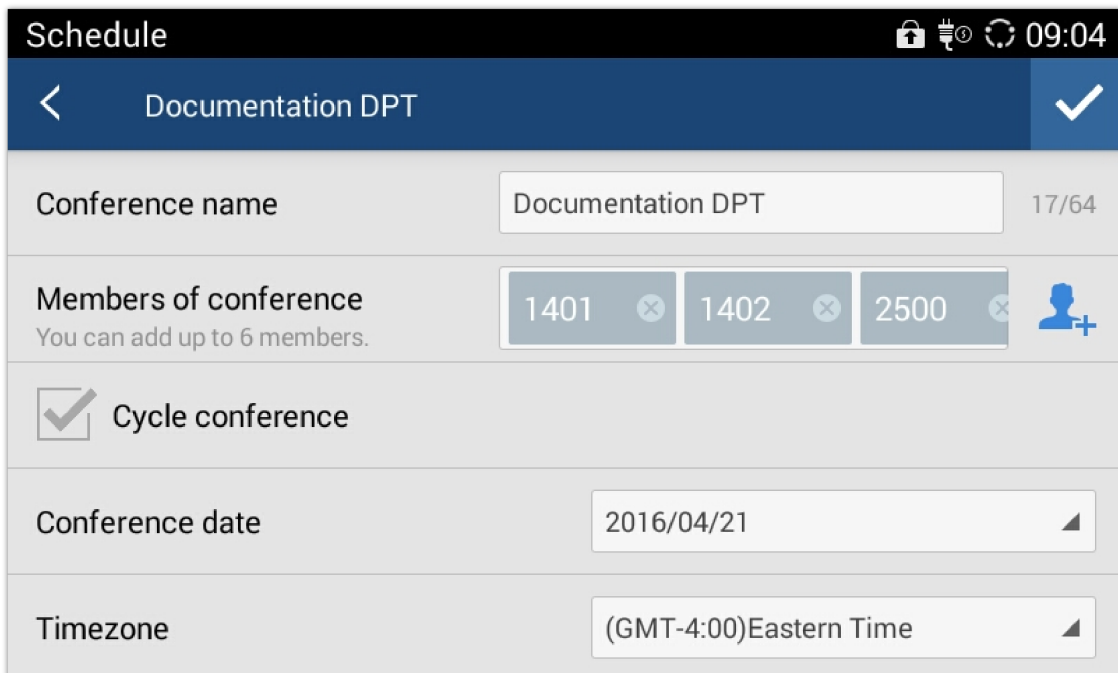 Schedule 09:04
Documentation DPT
Conference name Documentation DPT 17/64
Members of conference 1401 1402 2500
You can add up to 6 members.
Cycle conference
Conference date 2016/04/21
Timezone (GMT-4:00)Eastern Time